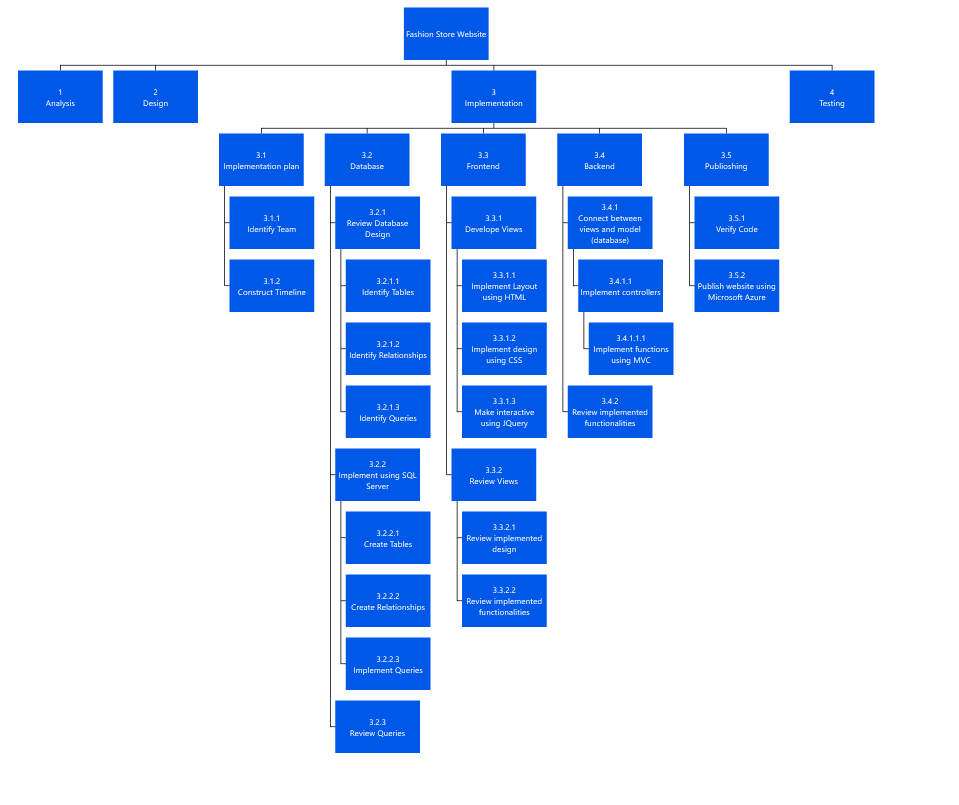 Fashion Store Website
1
Analysis
2
Design
3
Implementation
4
Testing
3.1
Implementation plan
3.2
Database
3.3
Frontend
3.4
Backend
3.5
Publioshing
3.1.1
Identify Team
3.1.2
Construct Timeline
3.2.1
Review Database
Design
3.2.1.1
Identify Tables
3.2.1.2
Identify Relationships
3.2.1.3
Identify Queries
3.2.2
Implement using SQL
Server
3.2.2.1
Create Tables
3.2.2.2
Create Relationships
3.2.2.3
Implement Queries
3.2.3
Review Queries
3.3.1
Develope Views
3.3.1.1
Implement Layout
using HTML
3.3.1.2
Implement design
using CSS
3.3.1.3
Make interactive
using JQuery
3.3.2
Review Views
3.3.2.1
Review implemented
design
3.3.2.2
Review implemented
functionalities
3.4.1
Connect between
views and model
(database)
3.4.1.1
Implement controllers
3.4.1.1.1
Implement functions
using MVC
3.4.2
Review implemented
functionalities
3.5.1
Verify Code
3.5.2
Publish website using
Microsoft Azure